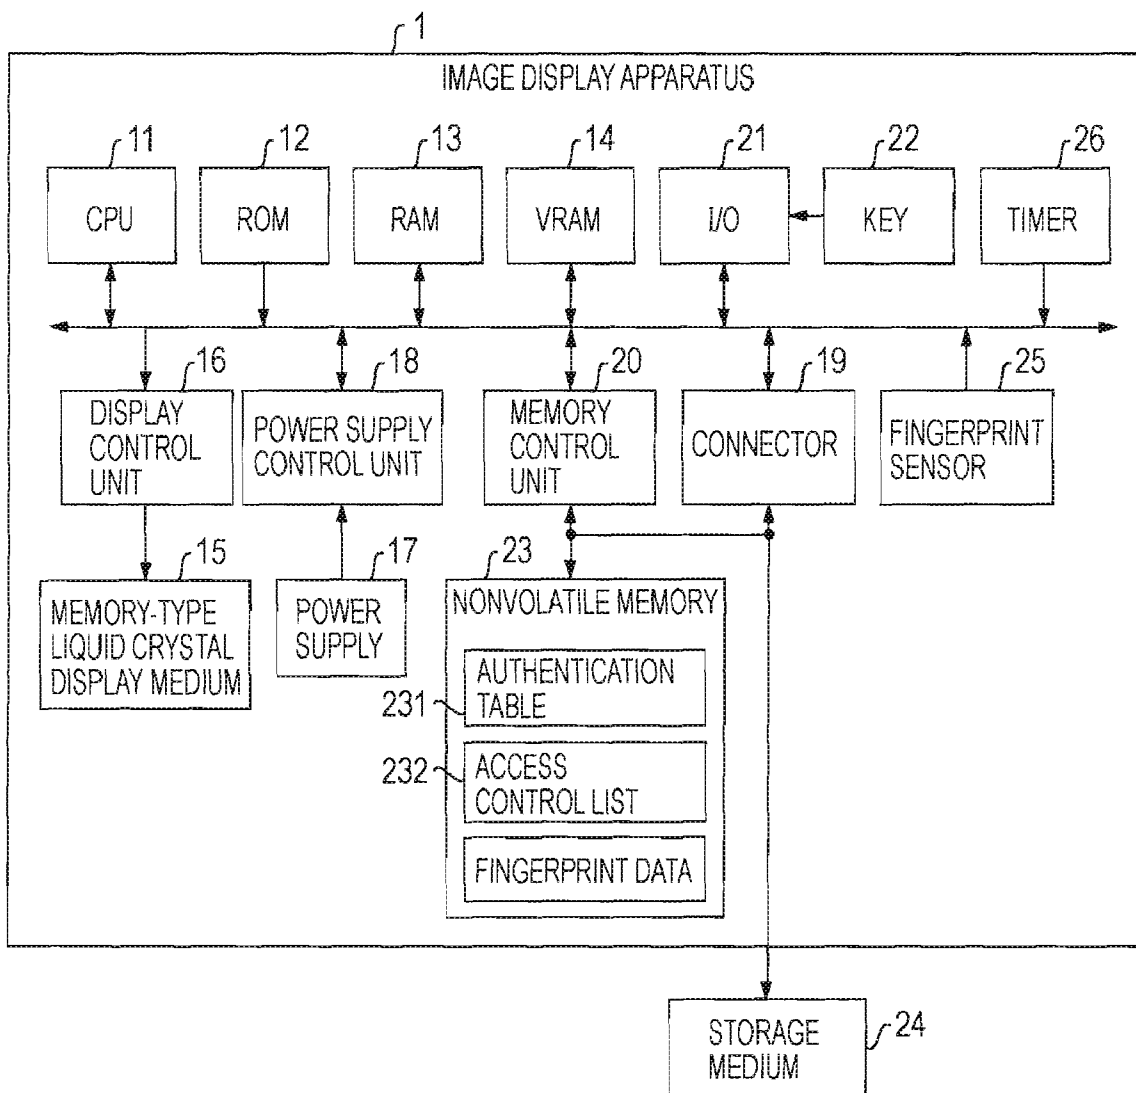 1
IMAGE DISPLAY APPARATUS
11
12
13
14
21
22
26
CPU
ROM
RAM
VRAM
I/O
KEY
TIMER
16
18
20
19
25
DISPLAY
CONTROL
UNIT
POWER SUPPLY
CONTROL UNIT
MEMORY
CONTROL
UNIT
CONNECTOR
FINGERPRINT
SENSOR
15
17
23
MEMORY-TYPE
LIQUID CRYSTAL
DISPLAY MEDIUM
POWER
SUPPLY
NONVOLATILE MEMORY
231
AUTHENTICATION
TABLE
232
ACCESS
CONTROL LIST
FINGERPRINT DATA
STORAGE
MEDIUM
24